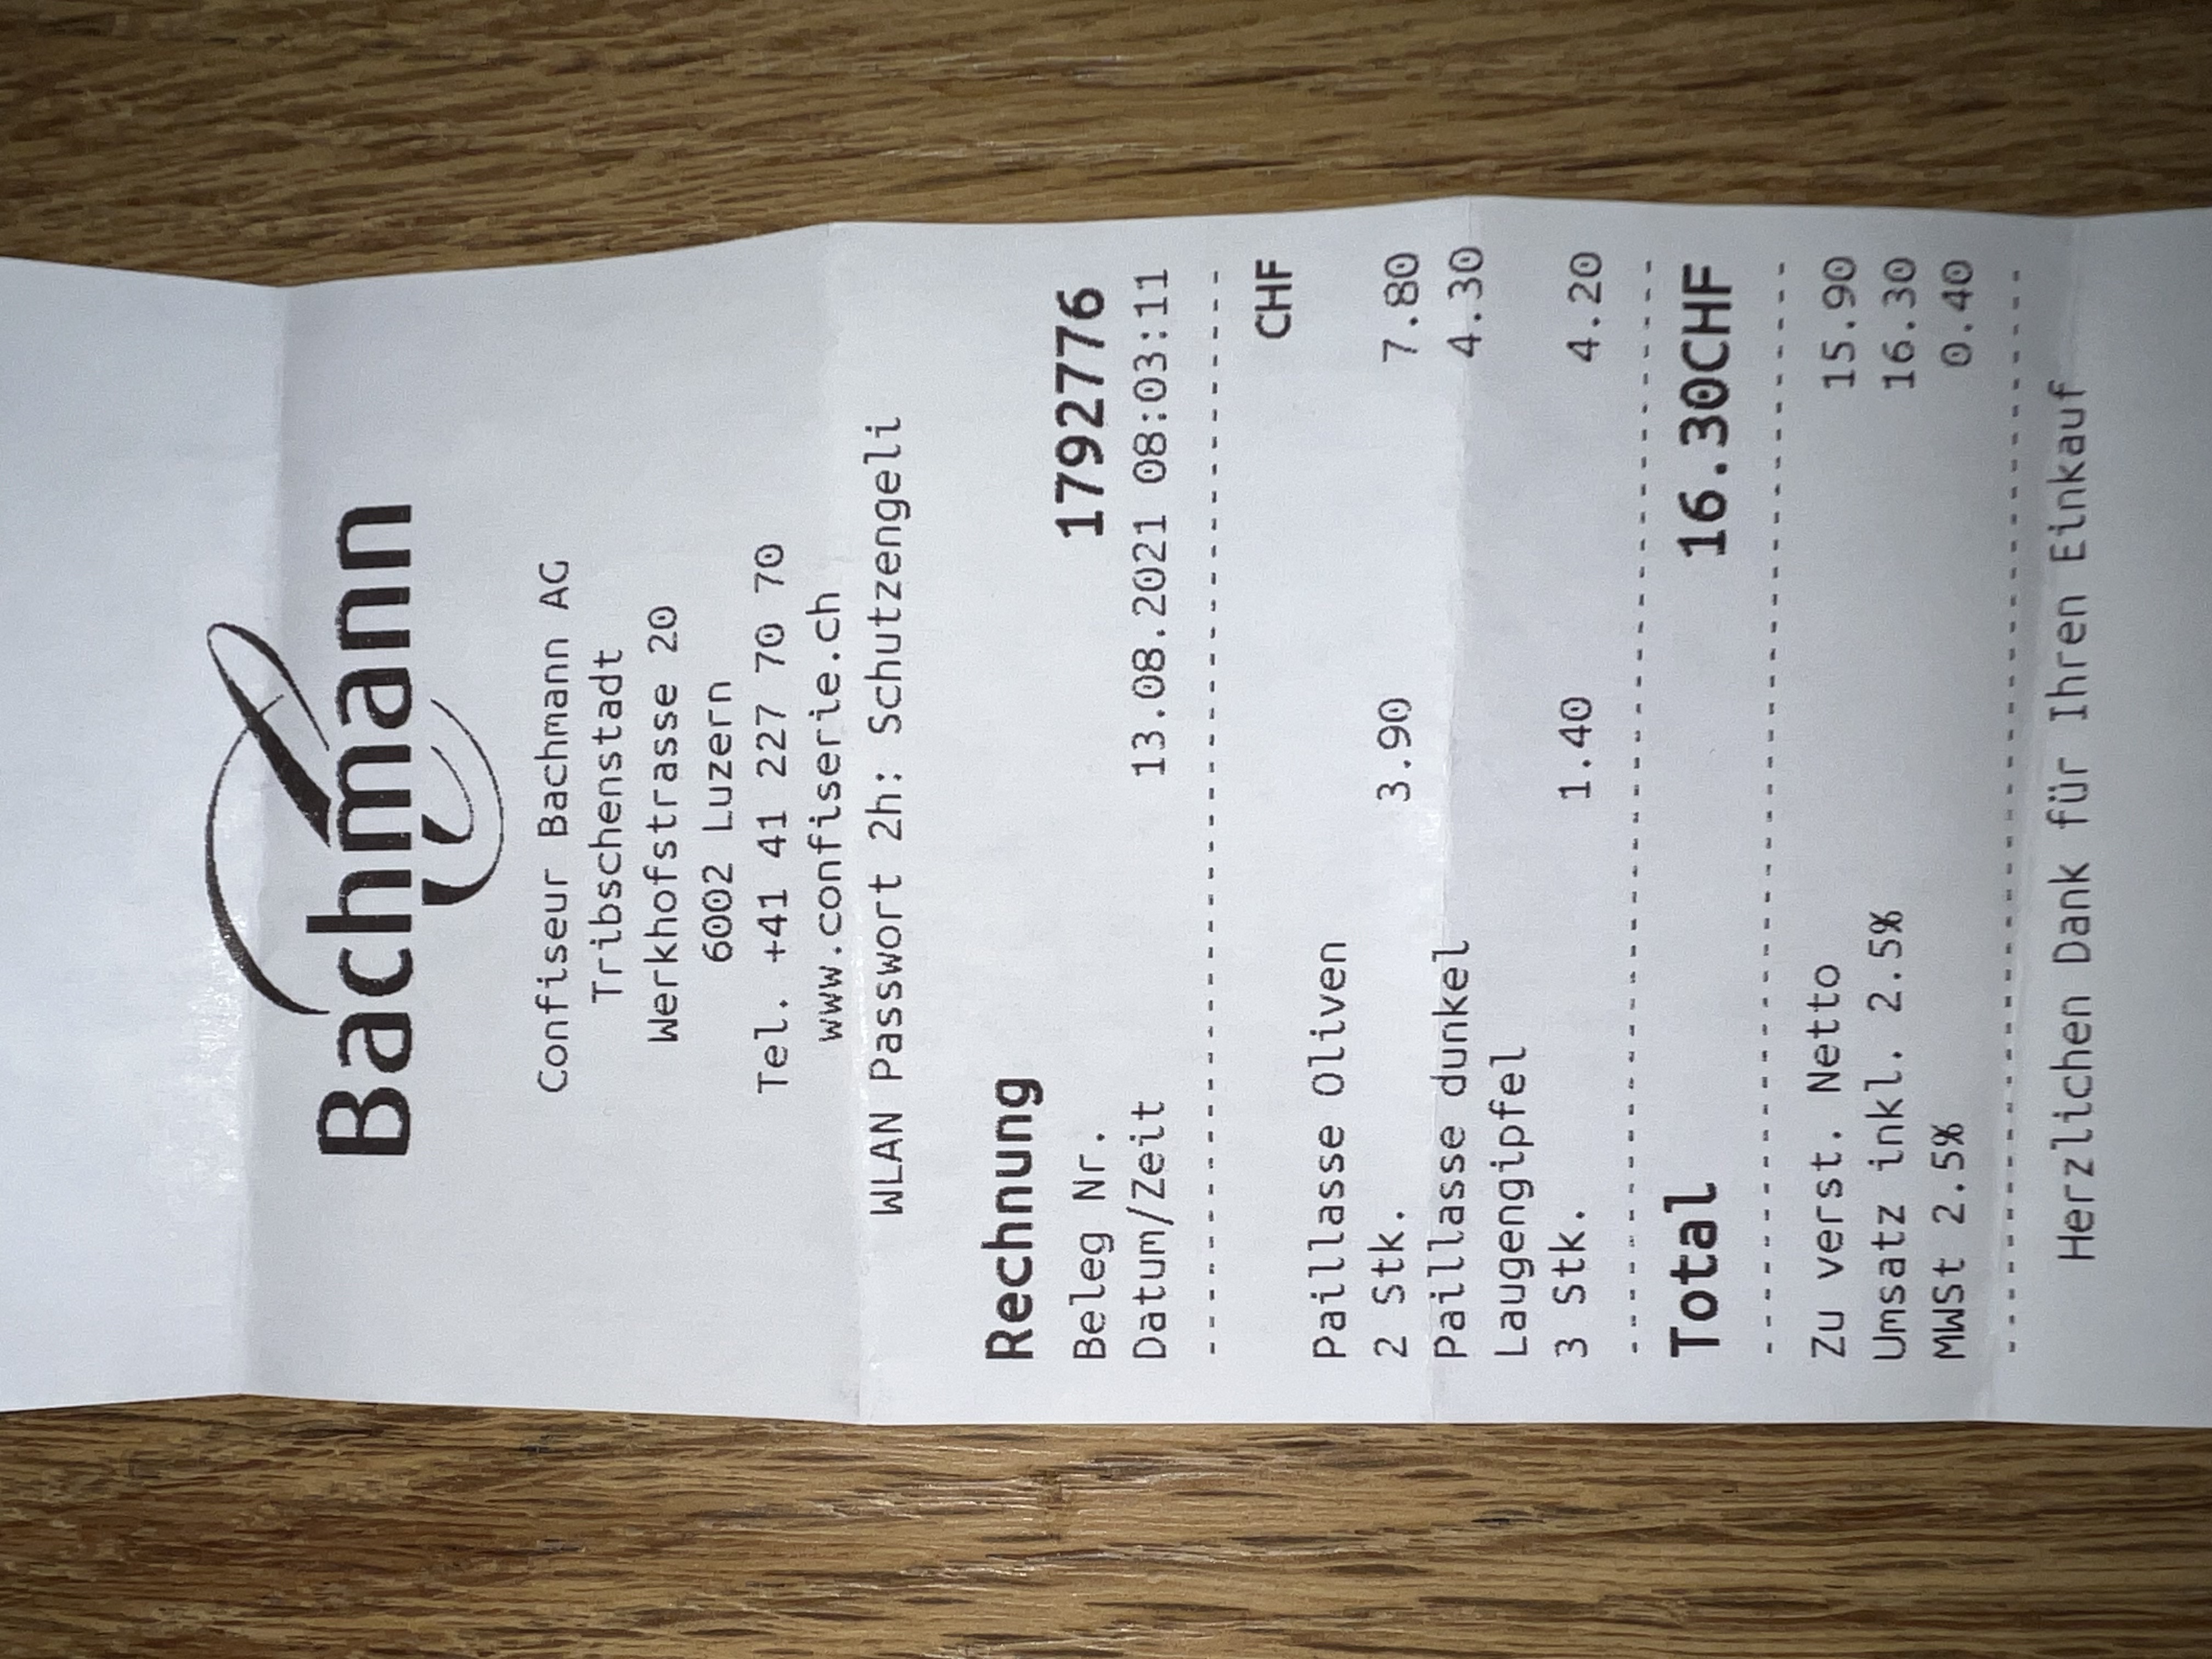 Bachmann
Confiseur Bachmann AG
Tribschenstadt
Werkhofstrasse 20
6002 Luzern
Tel. +41 41 227 70 70
www.confiserie.ch
WLAN Passwort 2h: Schutzengeli
Rechnung
Beleg Nr. 1792776
Datum/Zeit 13.08.2021 08:03:11
CHF
Paillasse Oliven
2 Stk. 3.90 7.80
Paillasse dunkel 4.30
Laugengipfel
3 Stk. 1.40 4.20
Total 16.30CHF
Zu verst. Netto 15.90
Umsatz inkl. 2.5% 16.30
MWSt 2.5% 0.40
Herzlichen Dank für Ihren Einkauf